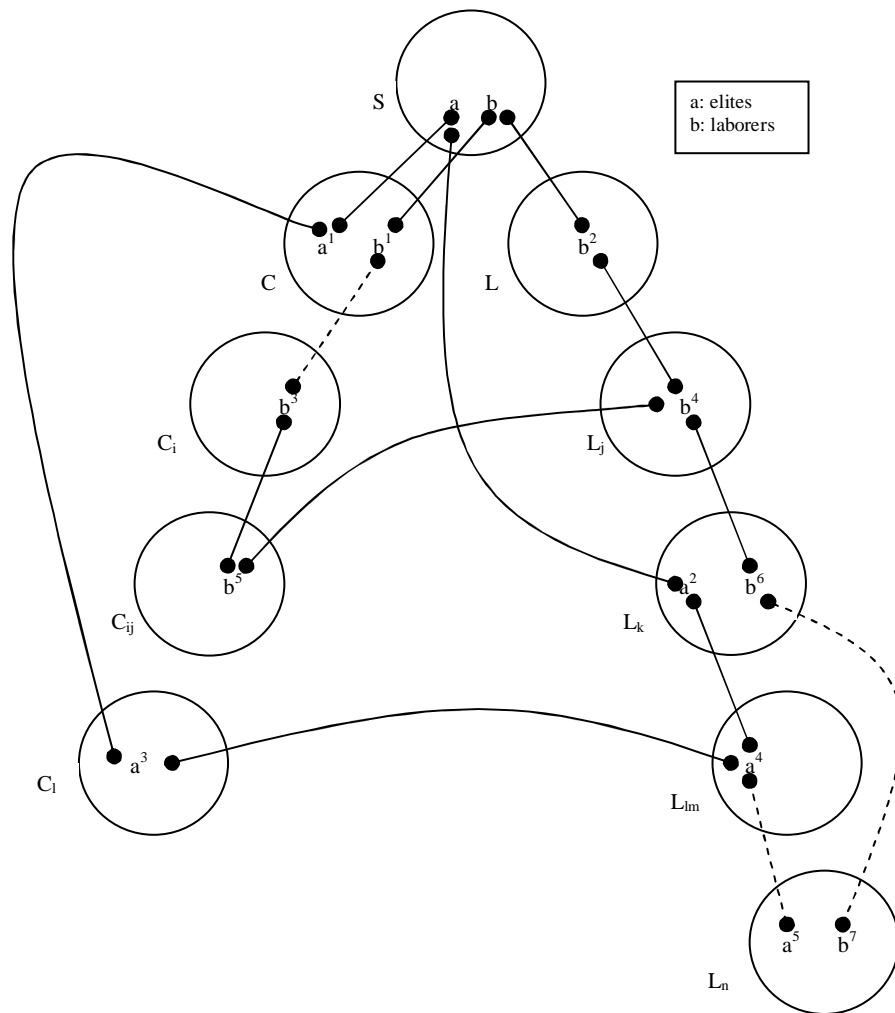 S
a
b
a: elites
b: laborers
a¹
b¹
C
b²
L
b³
Cᵢ
b⁴
Lⱼ
b⁵
Cᵢⱼ
a²
b⁶
Lₖ
a³
Cₗ
a⁴
Lₗₘ
a⁵
b⁷
Lₙ